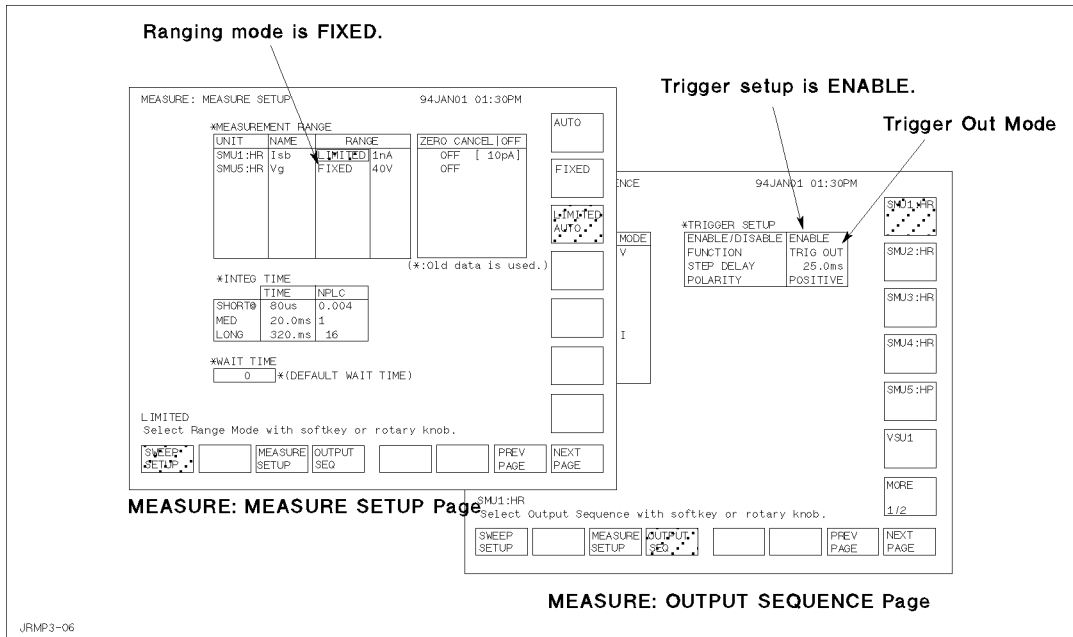 Ranging mode is FIXED.
Trigger setup is ENABLE.
Trigger Out Mode
MEASURE: MEASURE SETUP 94JAN01 01:30PM
*MEASUREMENT RANGE
UNIT NAME RANGE ZERO CANCEL|OFF
SMU1:HR Isb LIMITED 1nA OFF [ 10pA]
SMU5:HR Vg FIXED 40V OFF
(*:Old data is used.)
*INTEG TIME
TIME NPLC
SHORT@ 80us 0.004
MED 20.0ms 1
LONG 320.ms 16
*WAIT TIME
0 *(DEFAULT WAIT TIME)
LIMITED
Select Range Mode with softkey or rotary knob.
AUTO
FIXED
LIMITED
AUTO
SWEEP
SETUP
MEASURE
SETUP
OUTPUT
SEQ
PREV
PAGE
NEXT
PAGE
MEASURE: MEASURE SETUP Page
ENCE 94JAN01 01:30PM
*TRIGGER SETUP
ENABLE/DISABLE ENABLE
FUNCTION TRIG OUT
STEP DELAY 25.0ms
POLARITY POSITIVE
MODE
V
I
SMU1:HR
SMU2:HR
SMU3:HR
SMU4:HR
SMU5:HP
VSU1
MORE
1/2
SMU1:HR
Select Output Sequence with softkey or rotary knob.
SWEEP
SETUP
MEASURE
SETUP
OUTPUT
SEQ
PREV
PAGE
NEXT
PAGE
MEASURE: OUTPUT SEQUENCE Page
JRMP3-06